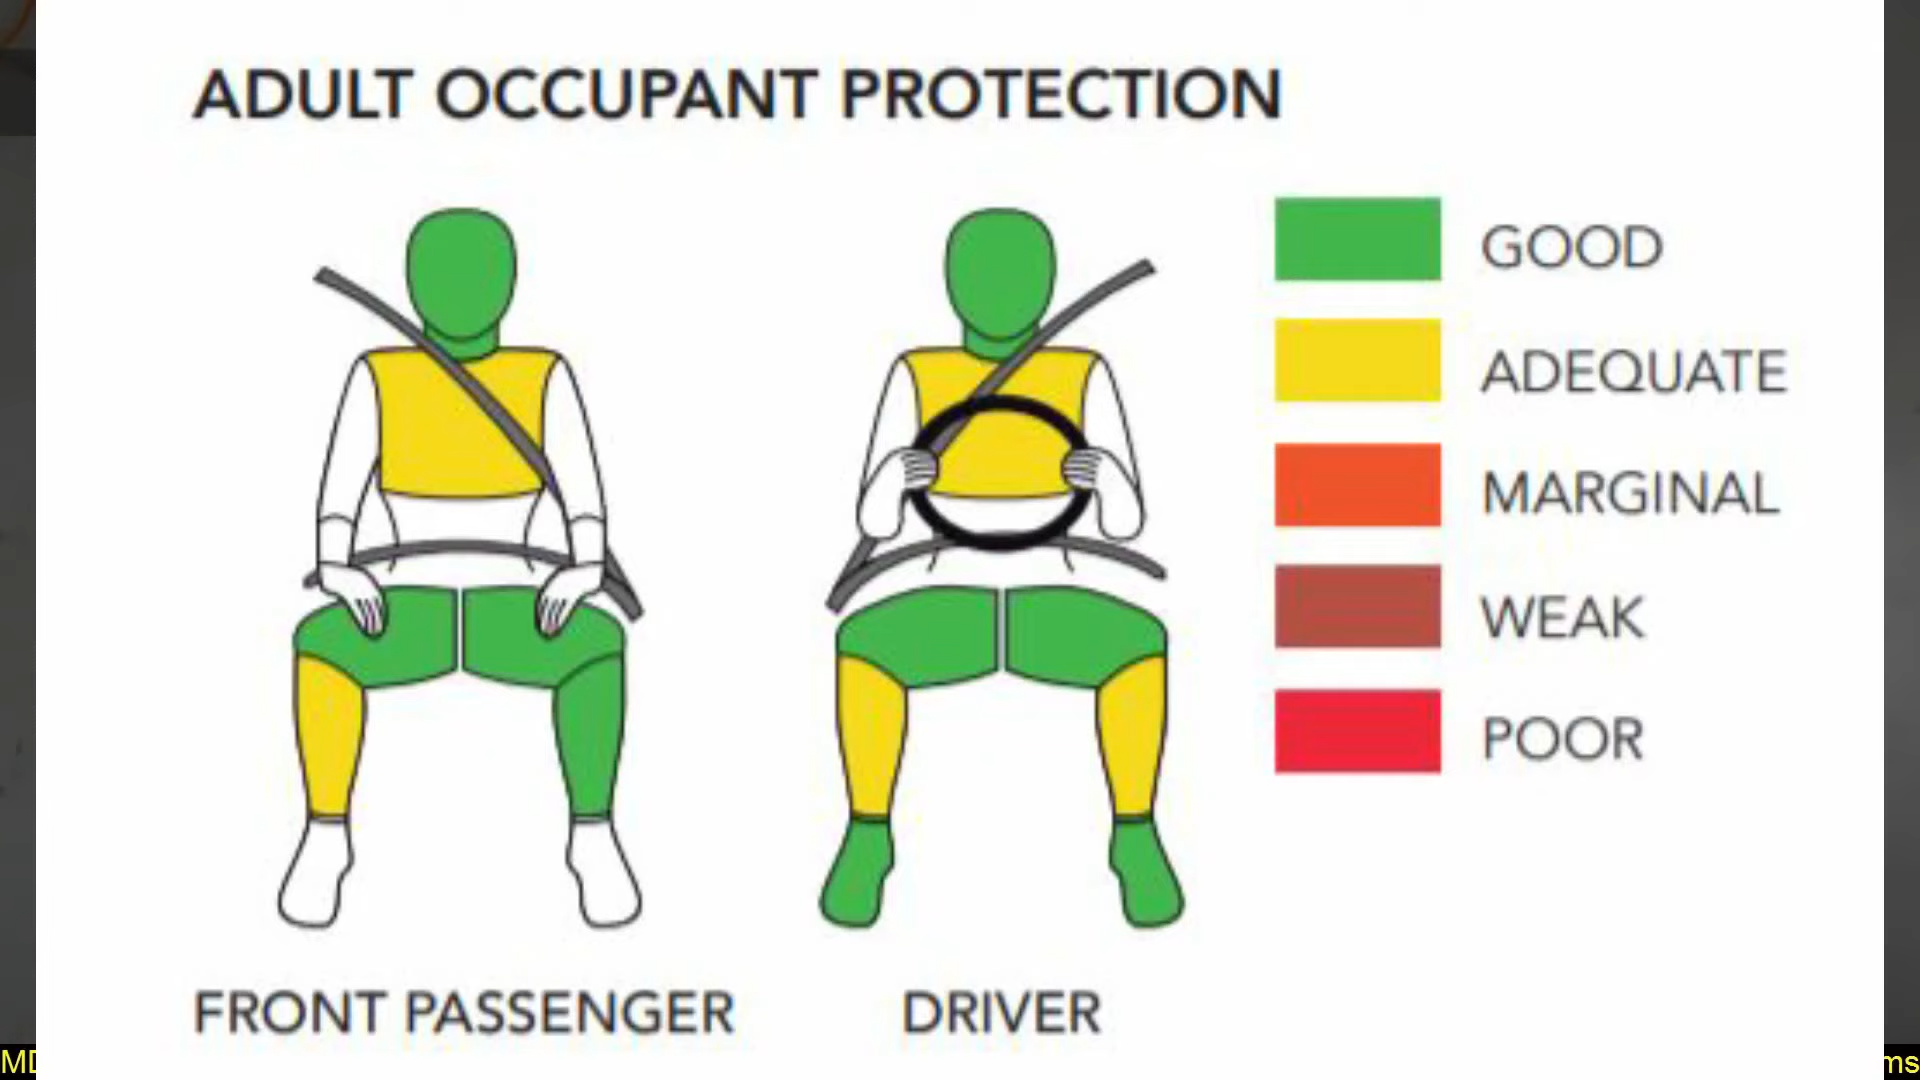 ADULT OCCUPANT PROTECTION
GOOD
ADEQUATE
MARGINAL
WEAK
POOR
FRONT PASSENGER
DRIVER